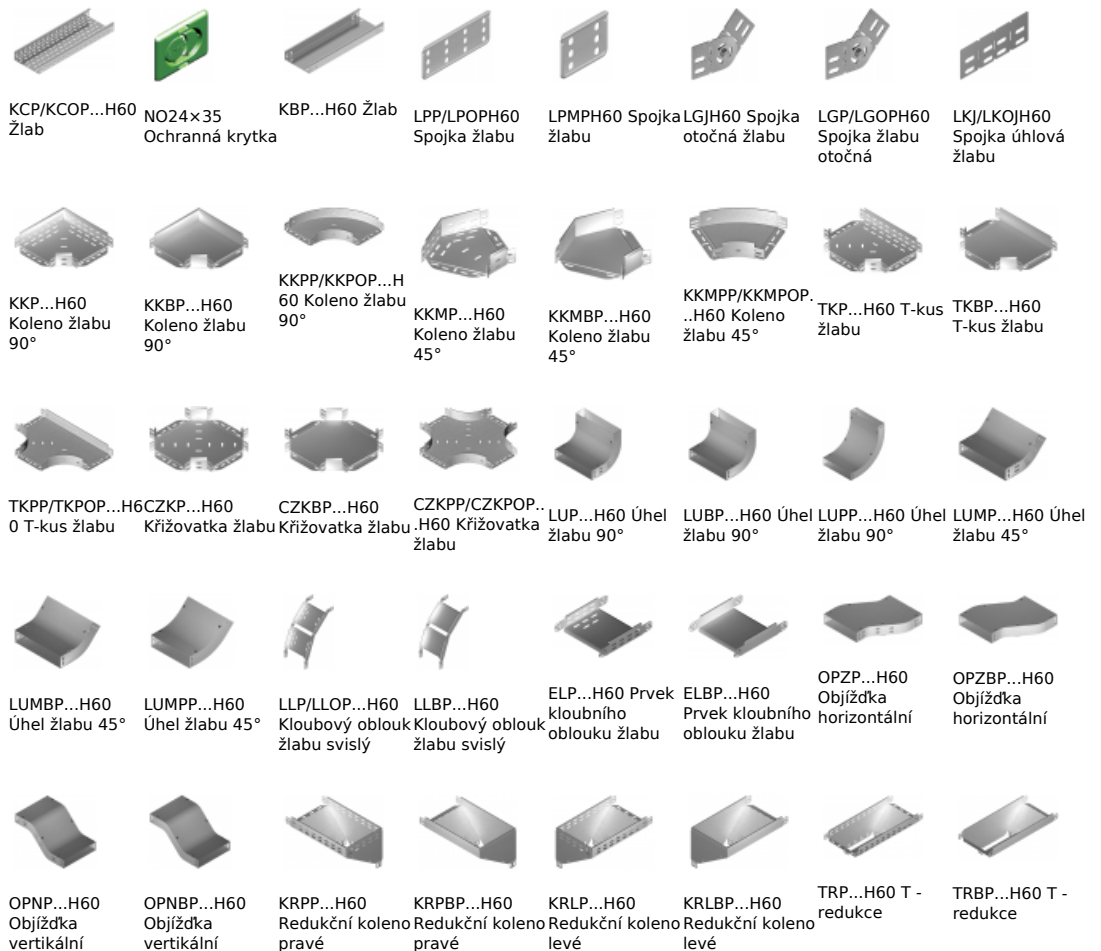 KCP/KCOP...H60
Žlab
NO24×35
Ochranná krytka
KBP...H60 Žlab
LPP/LPOPH60
Spojka žlabu
LPMPH60 Spojka
žlabu
LGJH60 Spojka
otočná žlabu
LGP/LGOPH60
Spojka žlabu
otočná
LKJ/LKOJH60
Spojka úhlová
žlabu
KKP...H60
Koleno žlabu
90°
KKBP...H60
Koleno žlabu
90°
KKPP/KKPOP...H
60 Koleno žlabu
90°
KKMP...H60
Koleno žlabu
45°
KKMBP...H60
Koleno žlabu
45°
KKMPP/KKMPOP.
..H60 Koleno
žlabu 45°
TKP...H60 T-kus
žlabu
TKBP...H60
T-kus žlabu
TKPP/TKPOP...H6
0 T-kus žlabu
CZKP...H60
Křižovatka žlabu
CZKBP...H60
Křižovatka žlabu
CZKPP/CZKPOP..
.H60 Křižovatka
žlabu
LUP...H60 Úhel
žlabu 90°
LUBP...H60 Úhel
žlabu 90°
LUPP...H60 Úhel
žlabu 90°
LUMP...H60 Úhel
žlabu 45°
LUMBP...H60
Úhel žlabu 45°
LUMPP...H60
Úhel žlabu 45°
LLP/LLOP...H60
Kloubový oblouk
žlabu svislý
LLBP...H60
Kloubový oblouk
žlabu svislý
ELP...H60 Prvek
kloubního
oblouku žlabu
ELBP...H60
Prvek kloubního
oblouku žlabu
OPZP...H60
Objížďka
horizontální
OPZBP...H60
Objížďka
horizontální
OPNP...H60
Objížďka
vertikální
OPNBP...H60
Objížďka
vertikální
KRPP...H60
Redukční koleno
pravé
KRPBP...H60
Redukční koleno
pravé
KRLP...H60
Redukční koleno
levé
KRLBP...H60
Redukční koleno
levé
TRP...H60 T -
redukce
TRBP...H60 T -
redukce